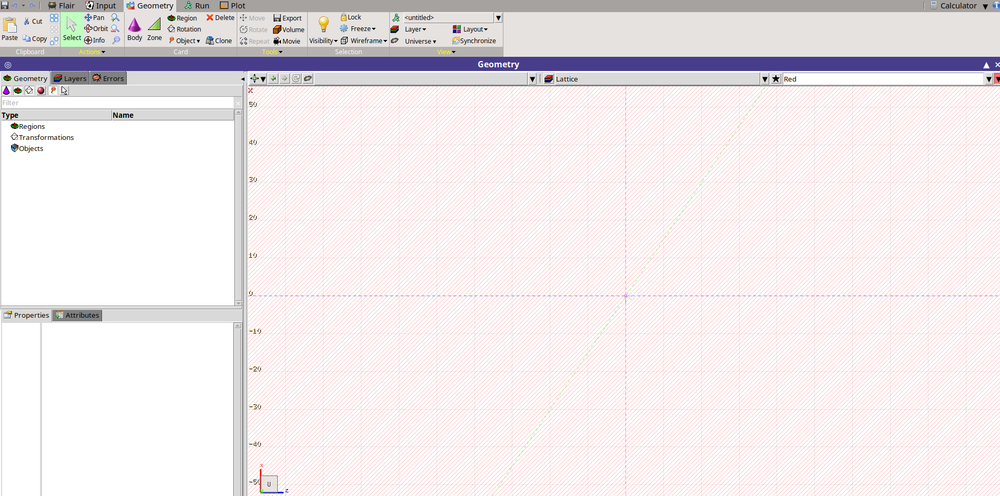 Flair Input Geometry Run Plot Calculator
Paste Cut Copy Select Pan Orbit Info Body Zone Region Rotation Object Delete Clone Move Rotate Repeat Export Volume Movie Visibility Lock Freeze Wireframe <untitled> Layer Universe Layout Synchronize
Clipboard Actions Card Tools Selection View
Geometry
Geometry Layers Errors Lattice Red
Filter
Type Name
Regions
Transformations
Objects
Properties Attributes
x
50
40
30
20
10
0
-10
-20
-30
-40
-50
x
U
z